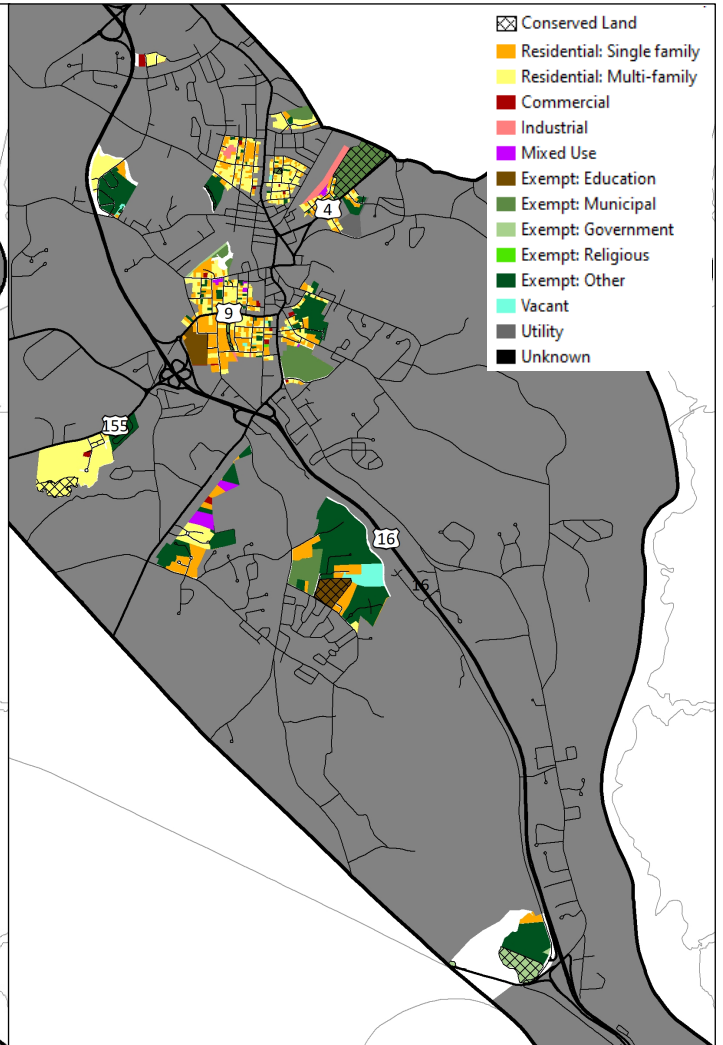 Conserved Land
Residential: Single family
Residential: Multi-family
Commercial
Industrial
Mixed Use
Exempt: Education
Exempt: Municipal
Exempt: Government
Exempt: Religious
Exempt: Other
Vacant
Utility
Unknown
4
9
155
16
16